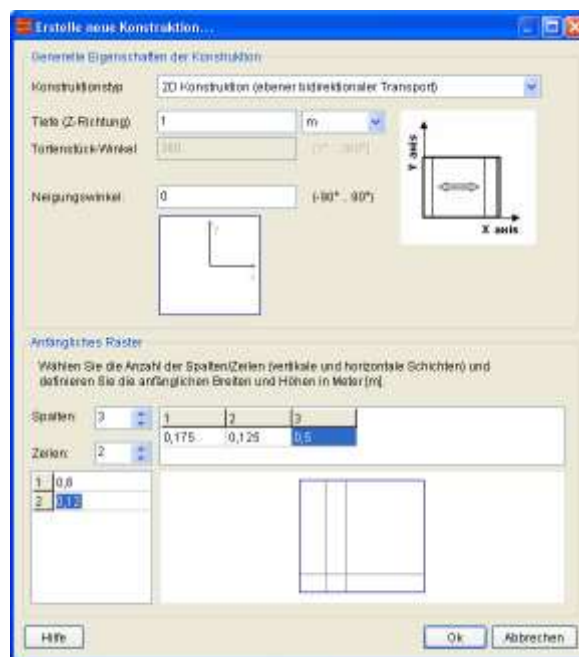 Erstelle neue Konstruktion...
Generelle Eigenschaften der Konstruktion
Konstruktionstyp 2D Konstruktion (ebener bidirektionaler Transport)
Tiefe (Z-Richtung) 1 m
Tortenstück-Winkel 360
Neigungswinkel 0 (-90° .. 90°)
Y axis
X axis
Anfängliches Raster
Wählen Sie die Anzahl der Spalten/Zeilen (vertikale und horizontale Schichten) und
definieren Sie die anfänglichen Breiten und Höhen in Meter [m]
Spalten: 3 1 2 3
0,175 0,125 0,5
Zeilen: 2
1 0,6
2 0,12
Hilfe Ok Abbrechen